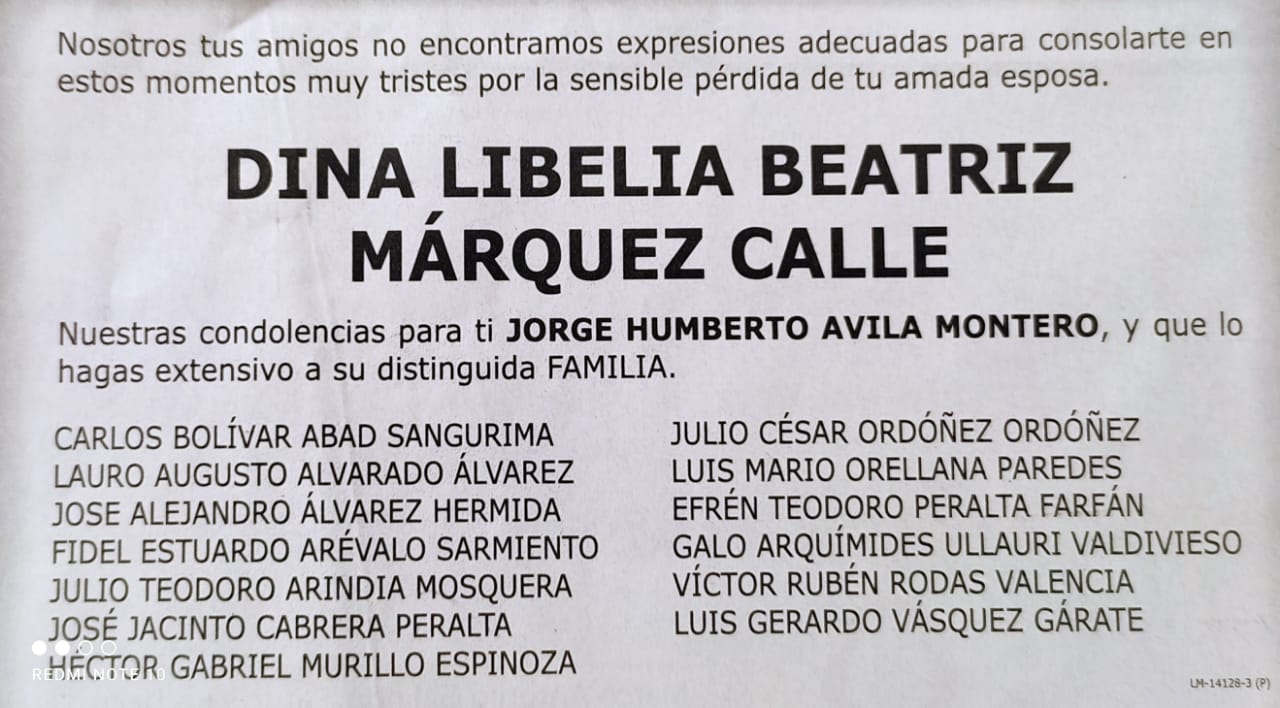 Nosotros tus amigos no encontramos expresiones adecuadas para consolarte en
estos momentos muy tristes por la sensible pérdida de tu amada esposa.
DINA LIBELIA BEATRIZ
MÁRQUEZ CALLE
Nuestras condolencias para ti JORGE HUMBERTO AVILA MONTERO, y que lo
hagas extensivo a su distinguida FAMILIA.
CARLOS BOLÍVAR ABAD SANGURIMA
LAURO AUGUSTO ALVARADO ÁLVAREZ
JOSE ALEJANDRO ÁLVAREZ HERMIDA
FIDEL ESTUARDO ARÉVALO SARMIENTO
JULIO TEODORO ARINDIA MOSQUERA
JOSÉ JACINTO CABRERA PERALTA
HÉCTOR GABRIEL MURILLO ESPINOZA
JULIO CÉSAR ORDÓÑEZ ORDÓÑEZ
LUIS MARIO ORELLANA PAREDES
EFRÉN TEODORO PERALTA FARFÁN
GALO ARQUÍMIDES ULLAURI VALDIVIESO
VÍCTOR RUBÉN RODAS VALENCIA
LUIS GERARDO VÁSQUEZ GÁRATE
REDMI NOTE 10
LM-14128-3 (P)